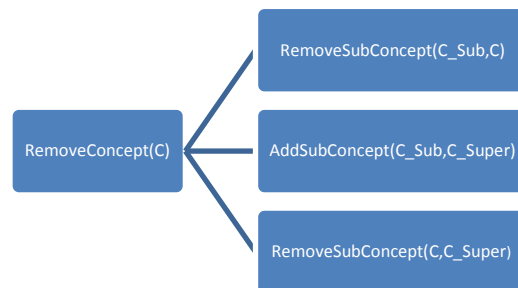 RemoveSubConcept(C_Sub,C)
RemoveConcept(C)
AddSubConcept(C_Sub,C_Super)
RemoveSubConcept(C,C_Super)